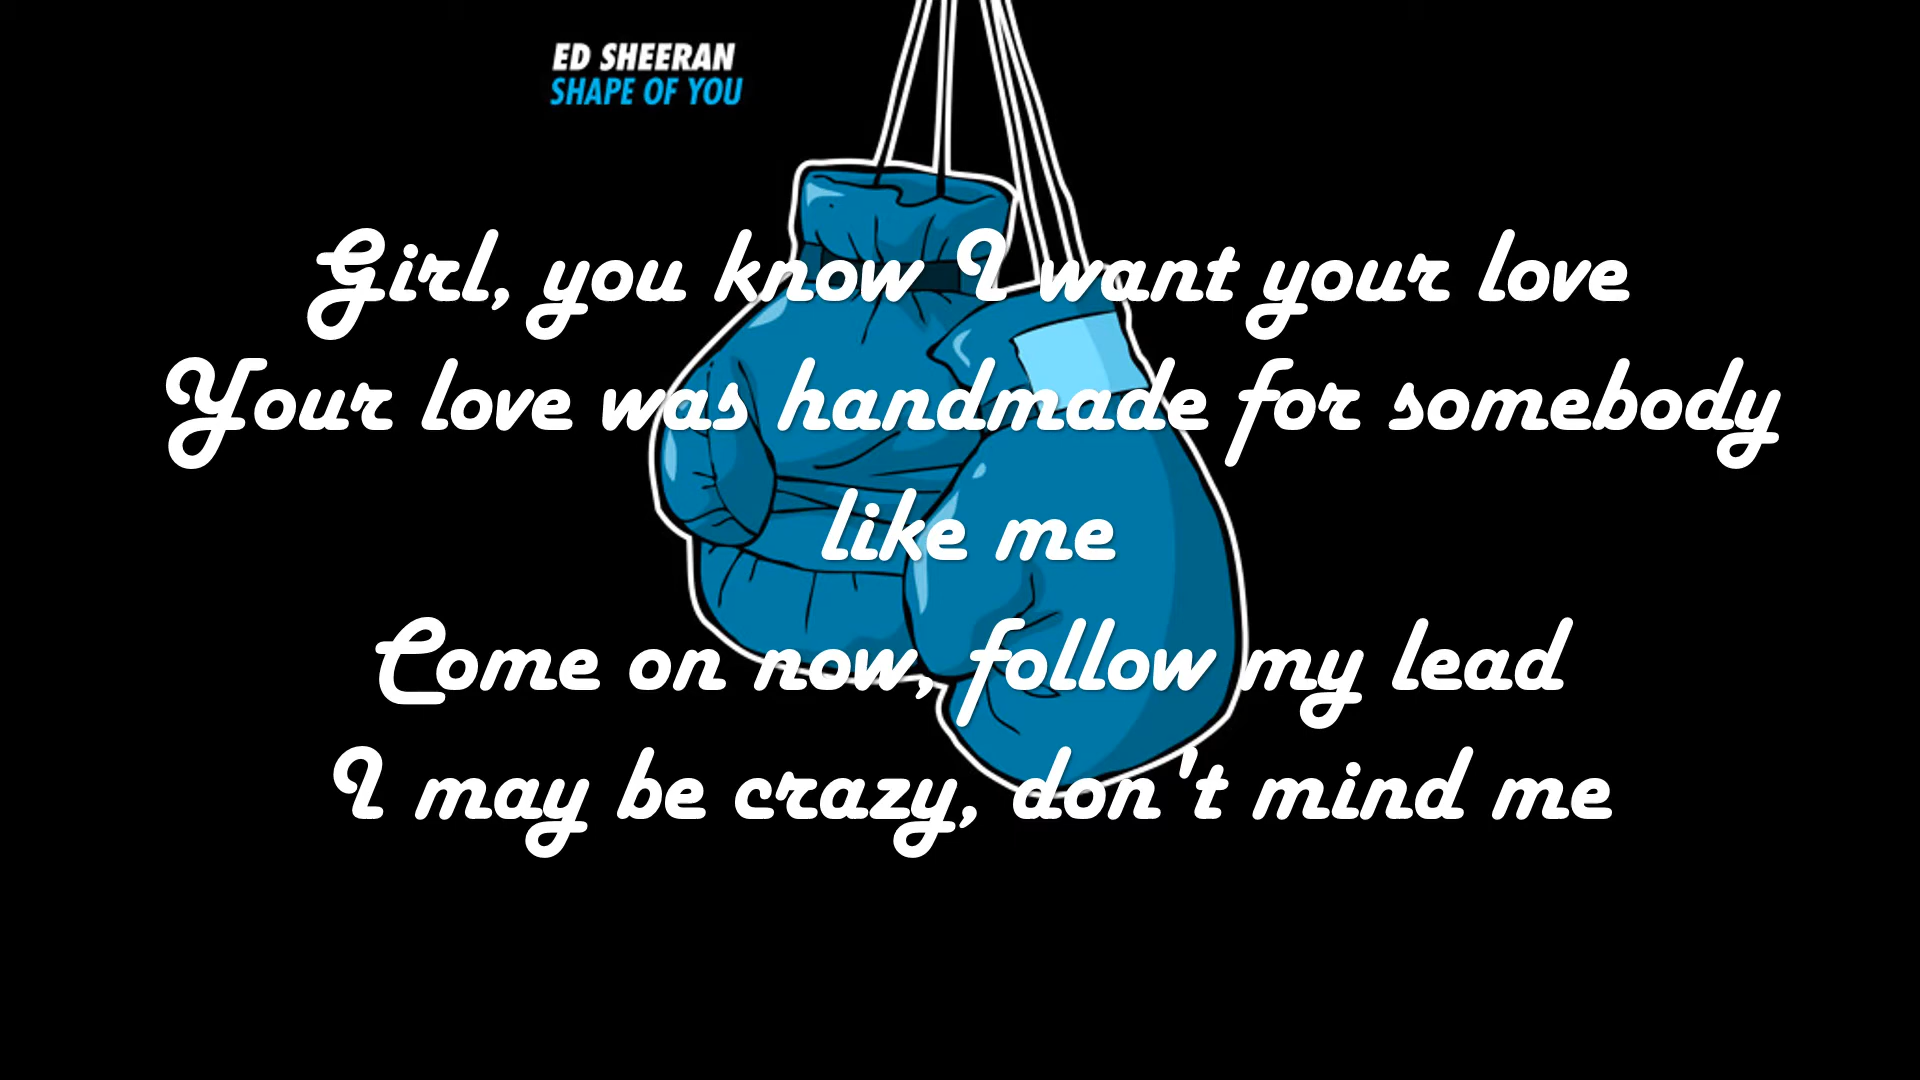 ED SHEERAN
SHAPE OF YOU
Girl, you know I want your love
Your love was handmade for somebody
like me
Come on now, follow my lead
I may be crazy, don't mind me